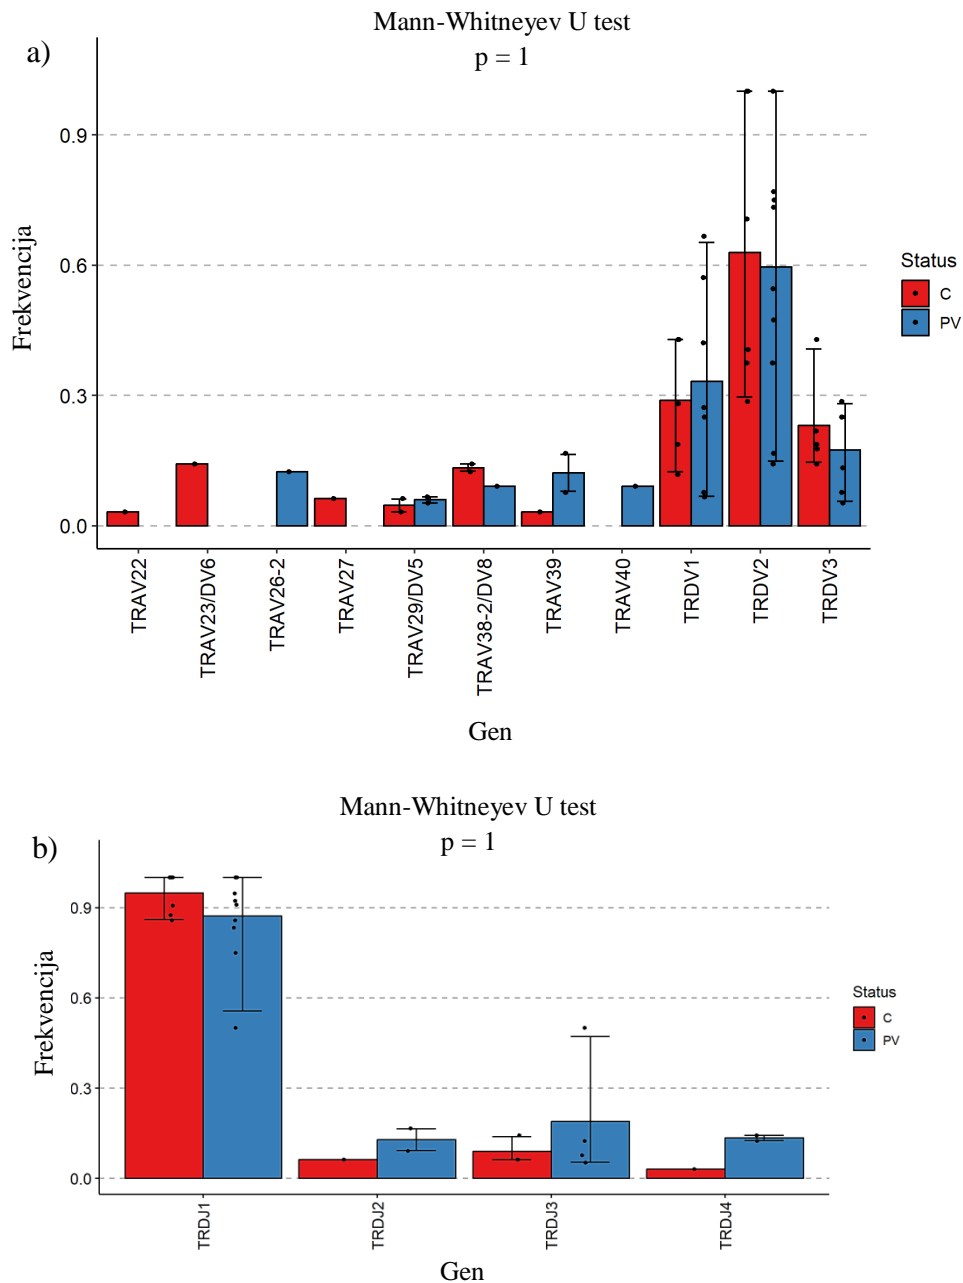 Mann-Whitneyev U test
a)
p = 1
0.9
0.6
0.3
0.0
Frekvencija
Status
C
PV
TRAV22
TRAV23/DV6
TRAV26-2
TRAV27
TRAV29/DV5
TRAV38-2/DV8
TRAV39
TRAV40
TRDV1
TRDV2
TRDV3
Gen
Mann-Whitneyev U test
b)
p = 1
0.9
0.6
0.3
0.0
Frekvencija
Status
C
PV
TRDJ1
TRDJ2
TRDJ3
TRDJ4
Gen